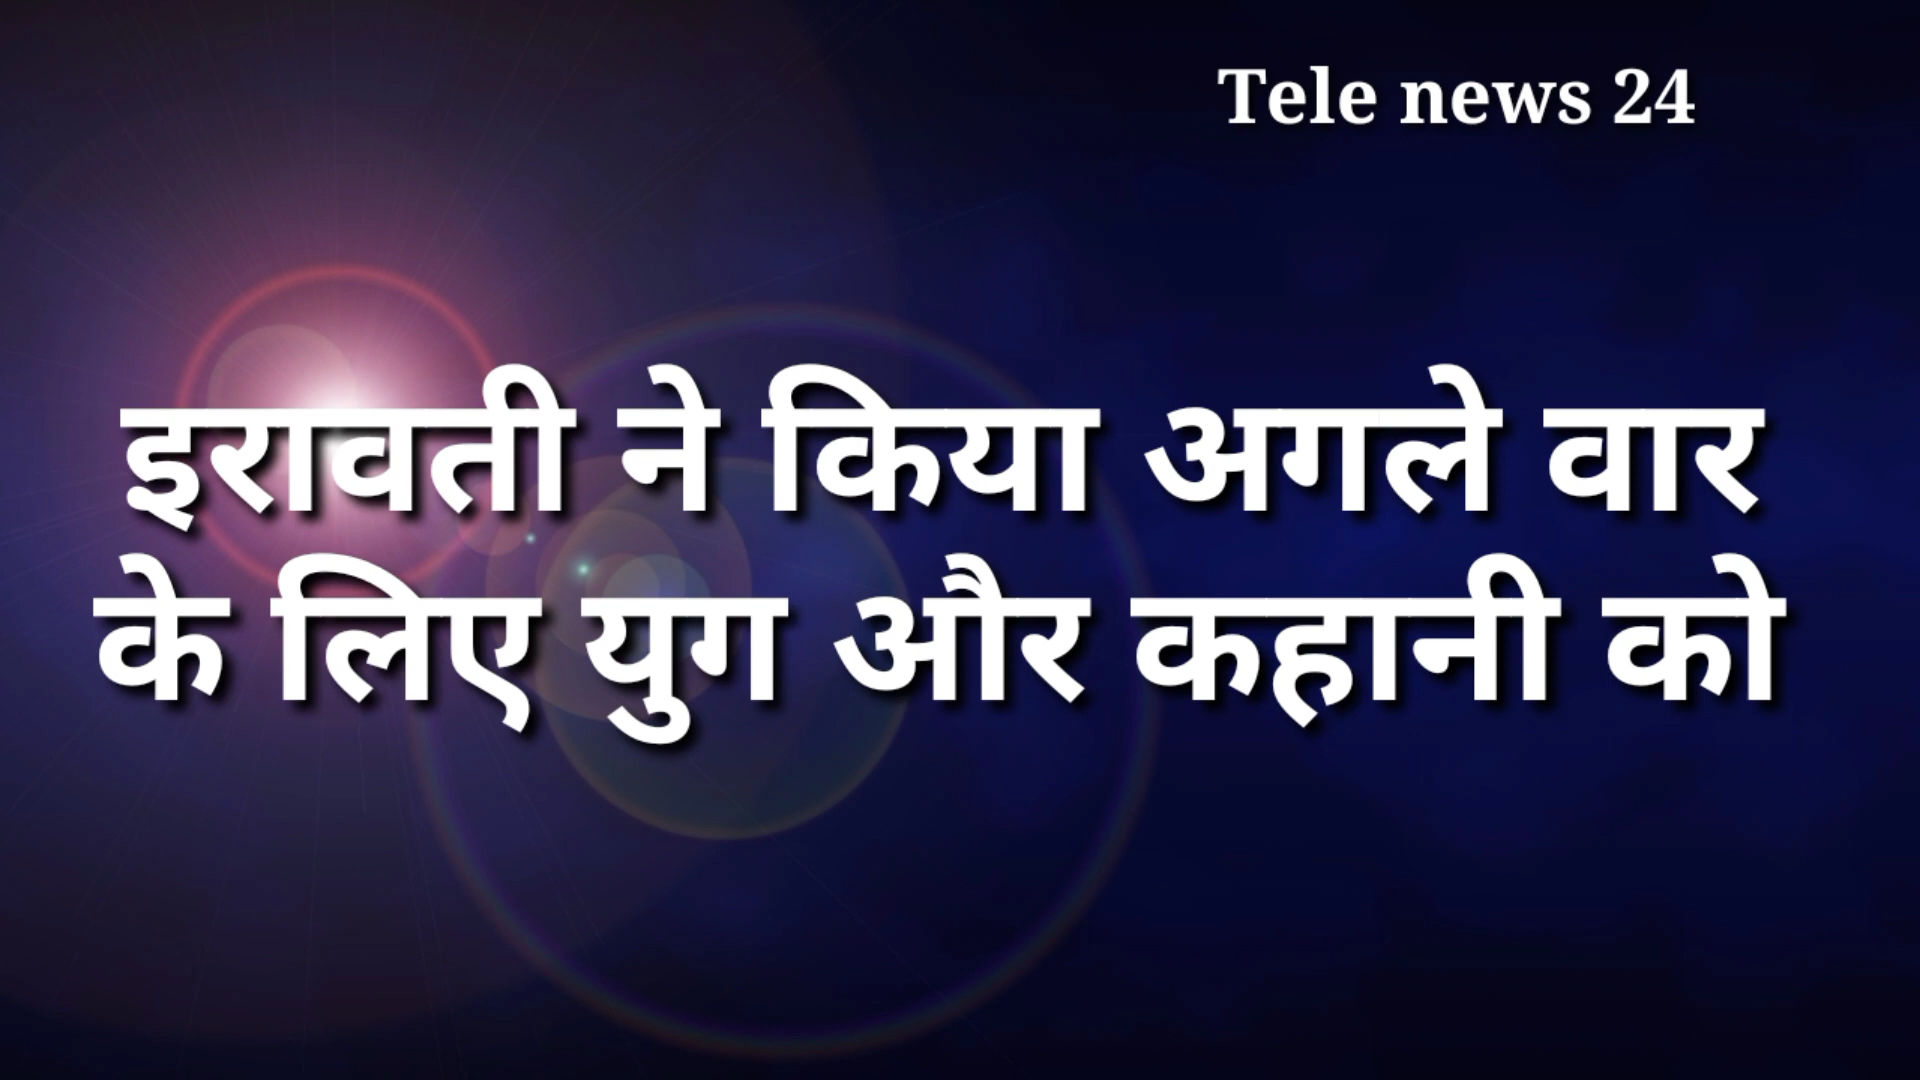 Tele news 24
इरावती ने किया अगले वार
के लिए युग और कहानी को